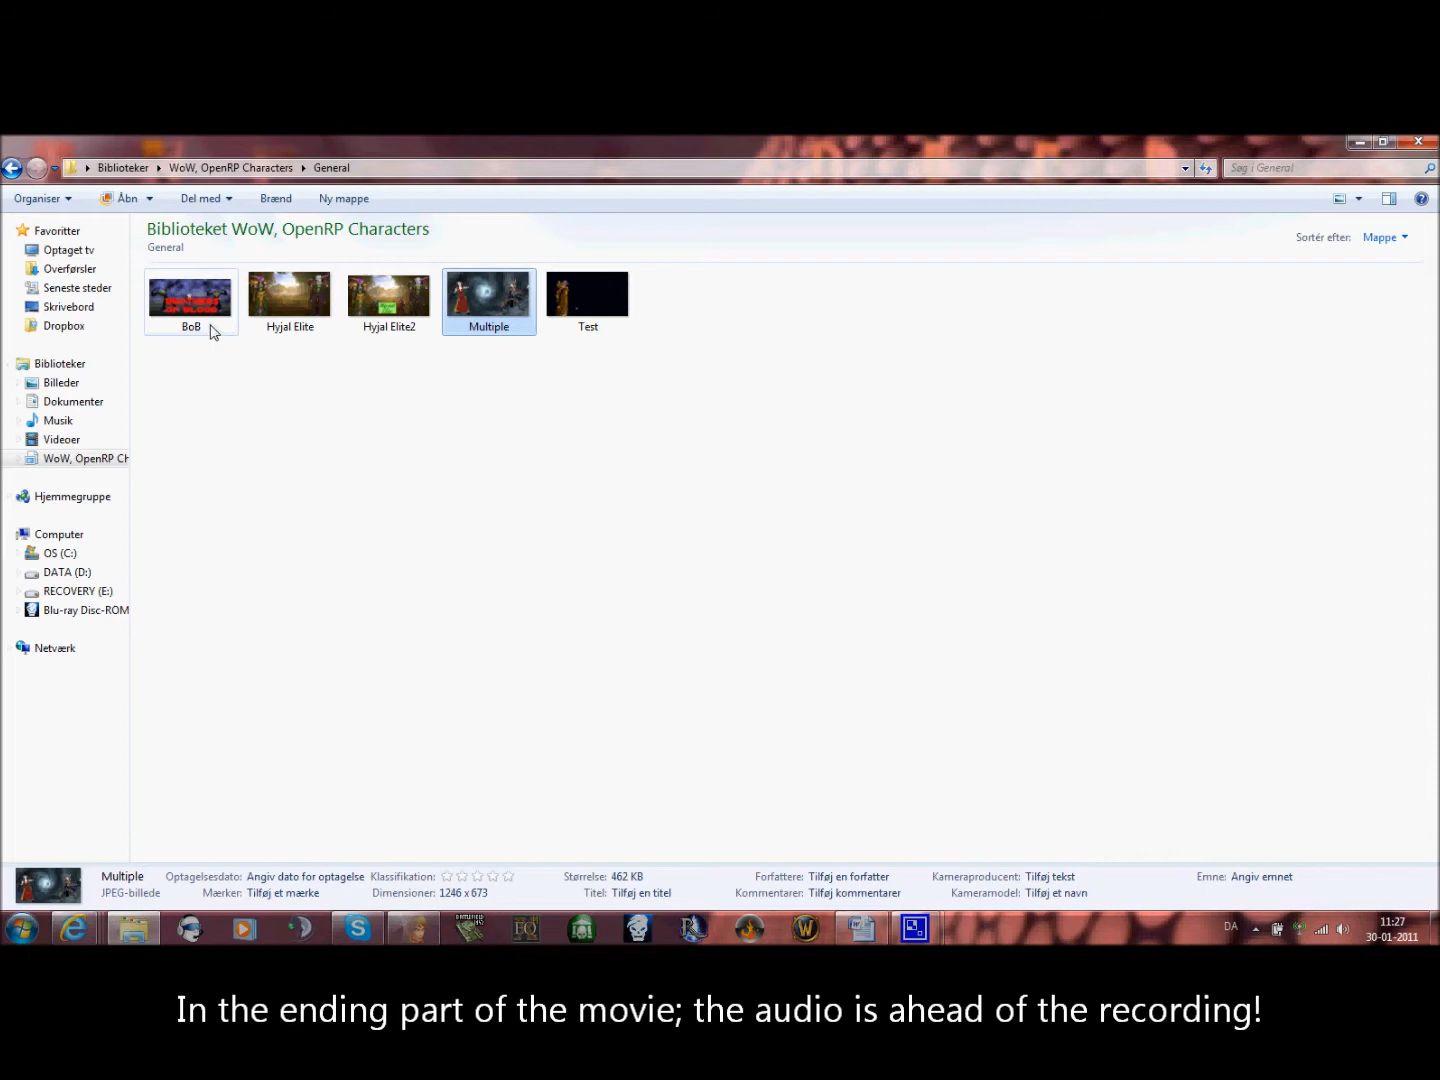 Biblioteker WoW, OpenRP Characters General
Søg i General
Organiser Åbn Del med Brænd Ny mappe
Favoritter
Optaget tv
Overførsler
Seneste steder
Skrivebord
Dropbox
Biblioteker
Billeder
Dokumenter
Musik
Videoer
WoW, OpenRP Ch
Hjemmegruppe
Computer
OS (C:)
DATA (D:)
RECOVERY (E:)
Blu-ray Disc-ROM
Netværk
Biblioteket WoW, OpenRP Characters
General
Sortér efter: Mappe
BROTHERS
OF BLOOD
BoB
Hyjal Elite
Hyjal Elite2
Multiple
Test
Multiple Optagelsesdato: Angiv dato for optagelse Klassifikation: Størrelse: 462 KB Forfattere: Tilføj en forfatter Kameraproducent: Tilføj tekst Emne: Angiv emnet
JPEG-billede Mærker: Tilføj et mærke Dimensioner: 1246 x 673 Titel: Tilføj en titel Kommentarer: Tilføj kommentarer Kameramodel: Tilføj et navn
EQ
DA
11:27
30-01-2011
In the ending part of the movie; the audio is ahead of the recording!